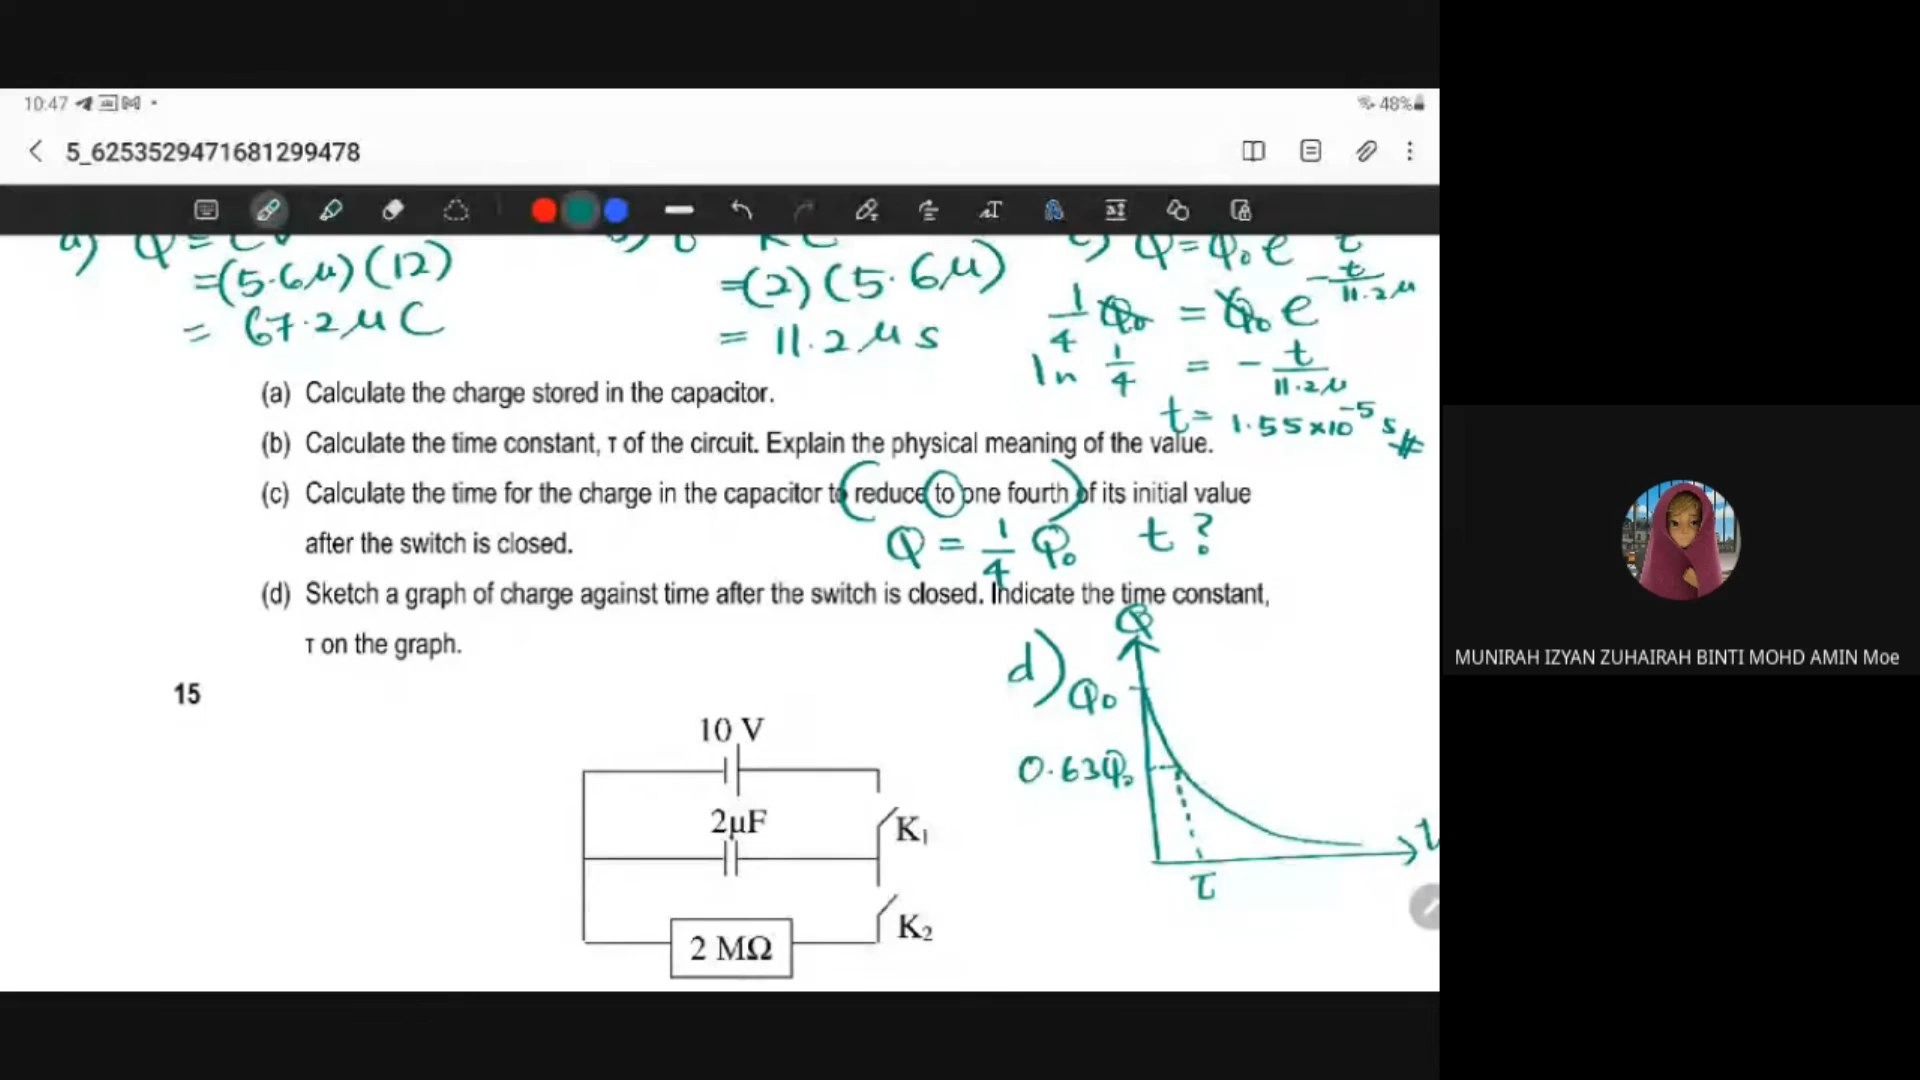 10:47
48%
5_6253529471681299478
a) Q = CV
=(5.6μ)(12)
= 67.2μC
=(2)(5.6μ)
= 11.2μs
c) Q=Q₀e
1/4 Q₀ = Q₀ e^-t/11.2μ
ln 1/4 = - t/11.2μ
t= 1.55×10⁻⁵ s #
(a) Calculate the charge stored in the capacitor.
(b) Calculate the time constant, τ of the circuit. Explain the physical meaning of the value.
(c) Calculate the time for the charge in the capacitor to reduce to one fourth of its initial value
after the switch is closed.
Q = 1/4 Q₀ t?
(d) Sketch a graph of charge against time after the switch is closed. Indicate the time constant,
τ on the graph.
d) Q
Q₀
0.63Q₀
t
τ
15
10 V
2μF
K₁
K₂
2 MΩ
MUNIRAH IZYAN ZUHAIRAH BINTI MOHD AMIN Moe